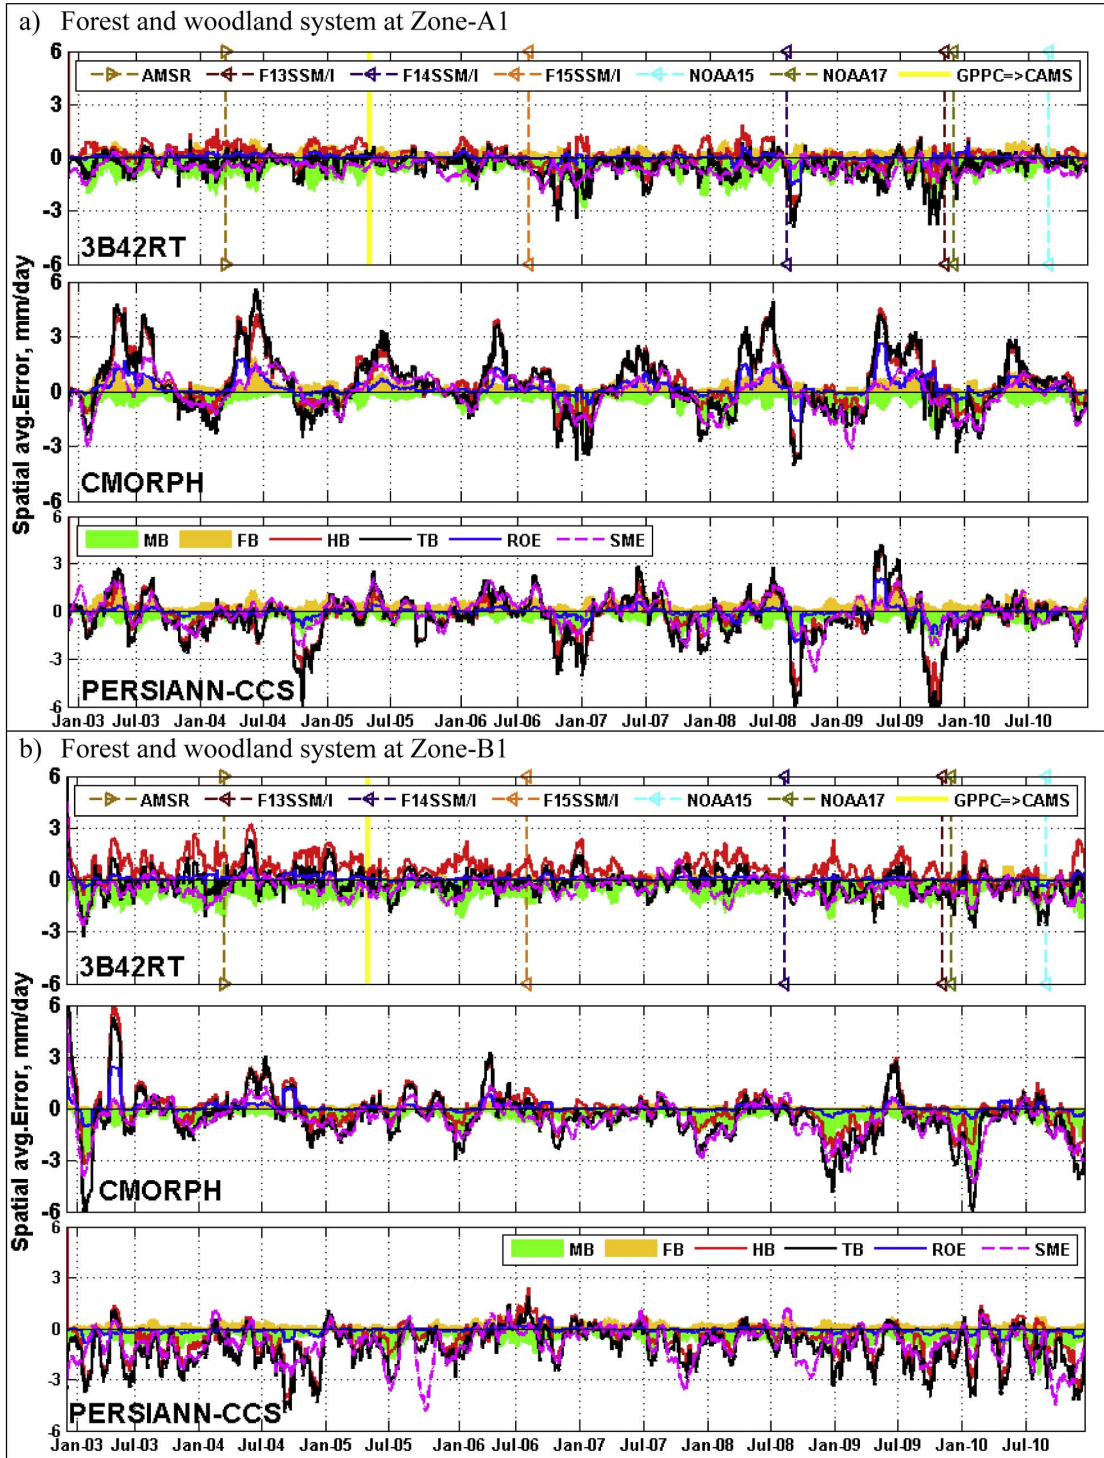 a) Forest and woodland system at Zone-A1
6
AMSR F13SSM/I F14SSM/I F15SSM/I NOAA15 NOAA17 GPPC=>CAMS
3
0
-3
3B42RT
-6
Spatial avg.Error, mm/day
6
3
0
-3
CMORPH
-6
6
MB FB HB TB ROE SME
3
0
-3
PERSIANN-CCS
-6
Jan-03 Jul-03 Jan-04 Jul-04 Jan-05 Jul-05 Jan-06 Jul-06 Jan-07 Jul-07 Jan-08 Jul-08 Jan-09 Jul-09 Jan-10 Jul-10
b) Forest and woodland system at Zone-B1
6
AMSR F13SSM/I F14SSM/I F15SSM/I NOAA15 NOAA17 GPPC=>CAMS
3
0
-3
3B42RT
-6
Spatial avg.Error, mm/day
6
3
0
-3
CMORPH
-6
6
MB FB HB TB ROE SME
3
0
-3
PERSIANN-CCS
-6
Jan-03 Jul-03 Jan-04 Jul-04 Jan-05 Jul-05 Jan-06 Jul-06 Jan-07 Jul-07 Jan-08 Jul-08 Jan-09 Jul-09 Jan-10 Jul-10